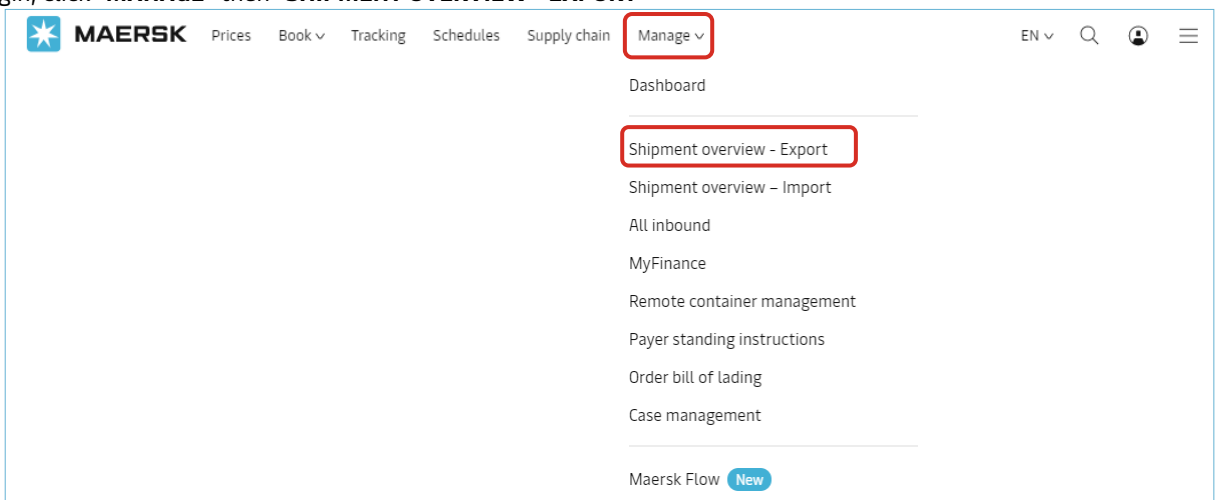 MAERSK Prices Book Tracking Schedules Supply chain Manage EN
Dashboard
Shipment overview - Export
Shipment overview – Import
All inbound
MyFinance
Remote container management
Payer standing instructions
Order bill of lading
Case management
Maersk Flow New